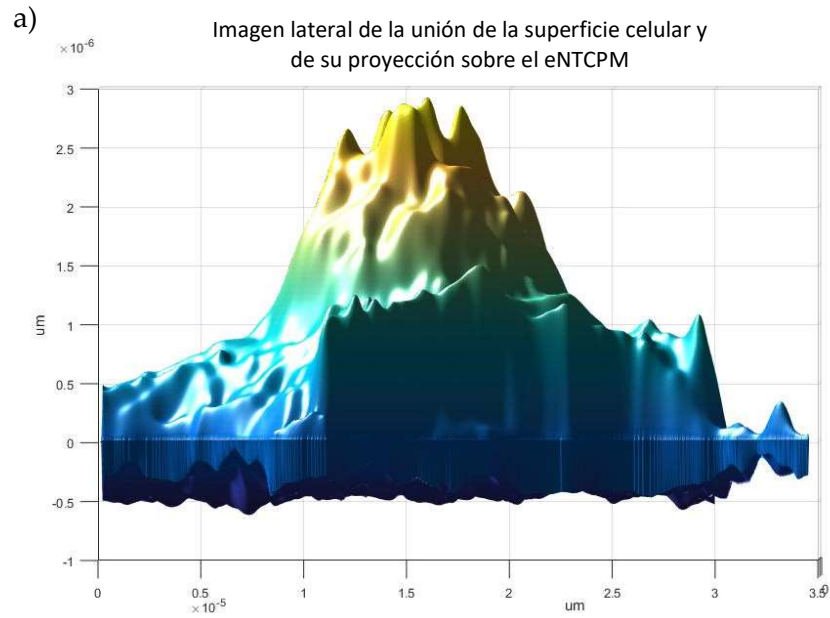 a)
Imagen lateral de la unión de la superficie celular y
de su proyección sobre el eNTCPM
×10⁻⁶
3
2.5
2
1.5
1
0.5
0
-0.5
-1
um
0 0.5 1 1.5 2 2.5 3 3.5 0
×10⁻⁵ um